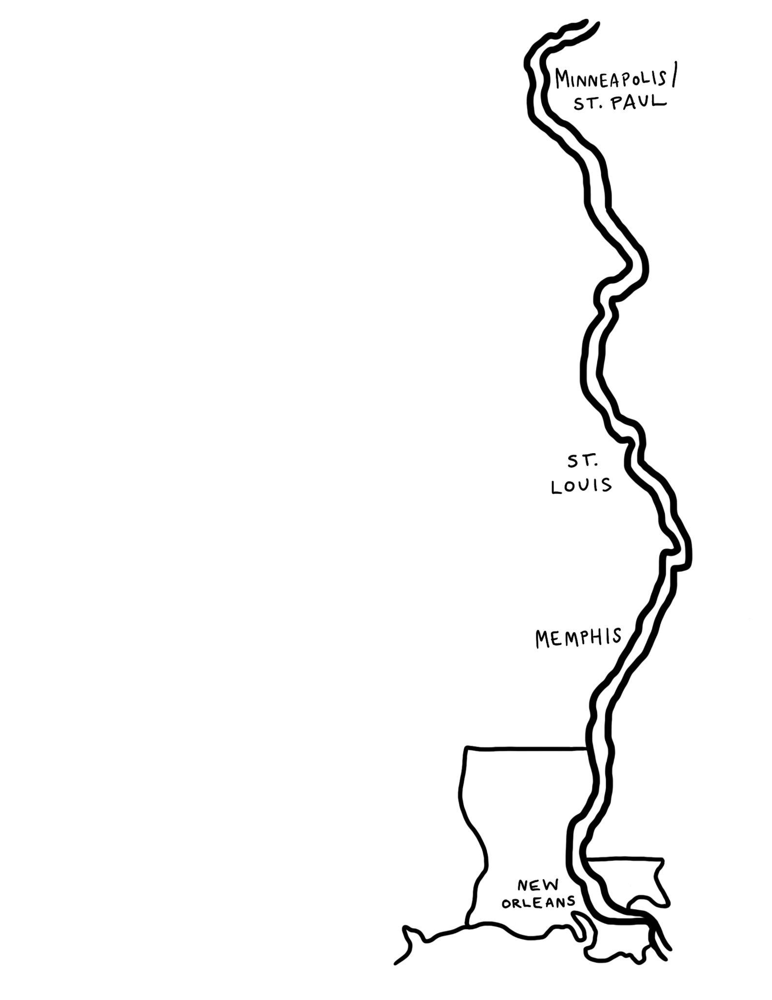 MINNEAPOLIS/
ST. PAUL
ST.
LOUIS
MEMPHIS
NEW
ORLEANS